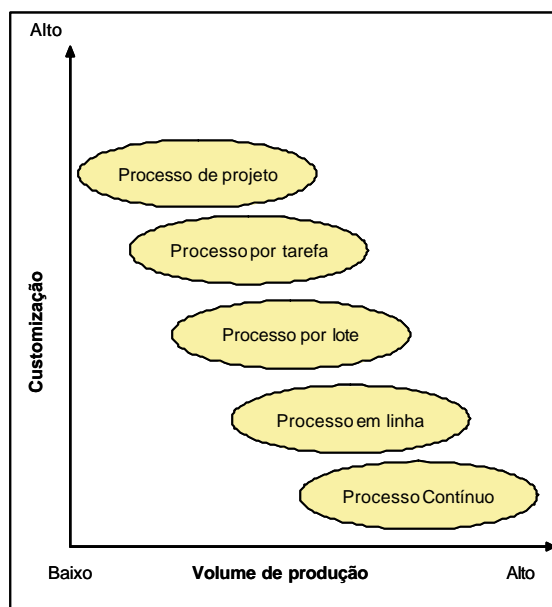 Alto
Processo de projeto
Processo por tarefa
Processo por lote
Processo em linha
Processo Contínuo
Customização
Baixo
Volume de produção
Alto